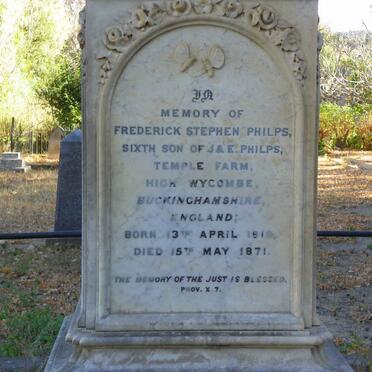 IN
MEMORY OF
FREDERICK STEPHEN PHILPS,
SIXTH SON OF J & E. PHILPS,
TEMPLE FARM,
HIGH WYCOMBE,
BUCKINGHAMSHIRE,
ENGLAND;
BORN 13TH APRIL 1819,
DIED 15TH MAY 1871.
THE MEMORY OF THE JUST IS BLESSED.
PROV. X. 7.